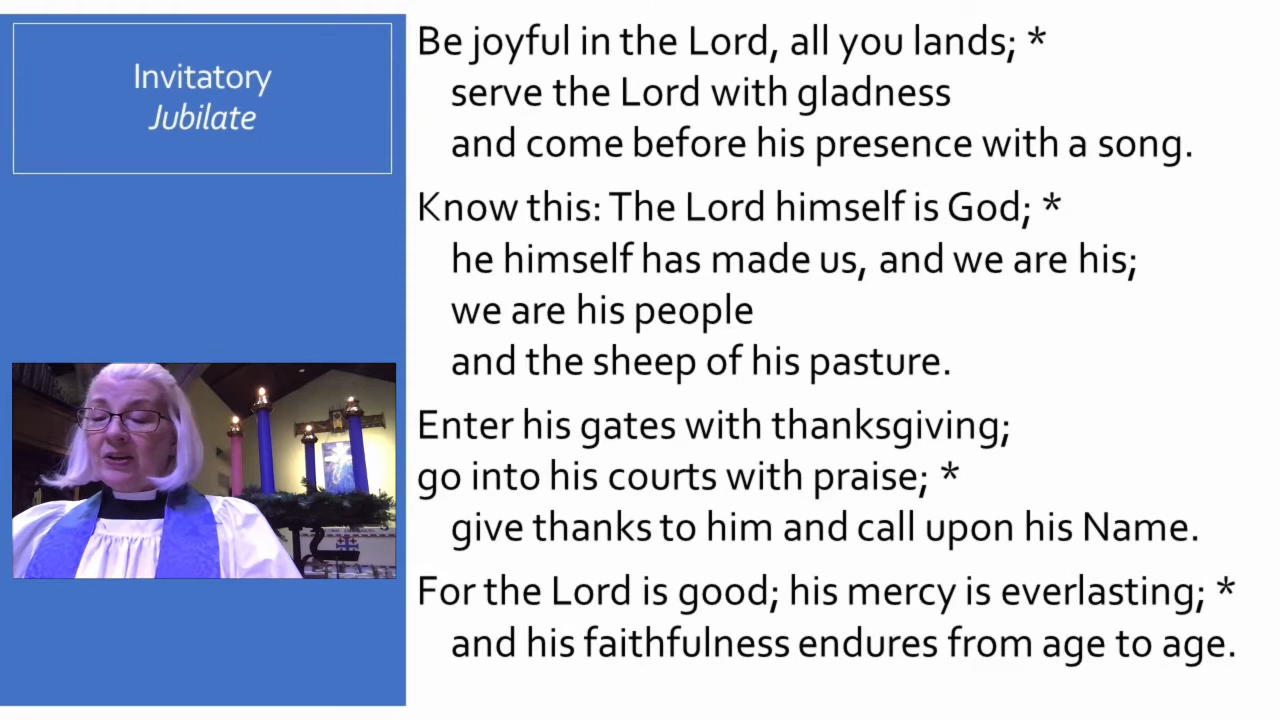 Invitatory
Jubilate
Be joyful in the Lord, all you lands; *
serve the Lord with gladness
and come before his presence with a song.
Know this: The Lord himself is God; *
he himself has made us, and we are his;
we are his people
and the sheep of his pasture.
Enter his gates with thanksgiving;
go into his courts with praise; *
give thanks to him and call upon his Name.
For the Lord is good; his mercy is everlasting; *
and his faithfulness endures from age to age.